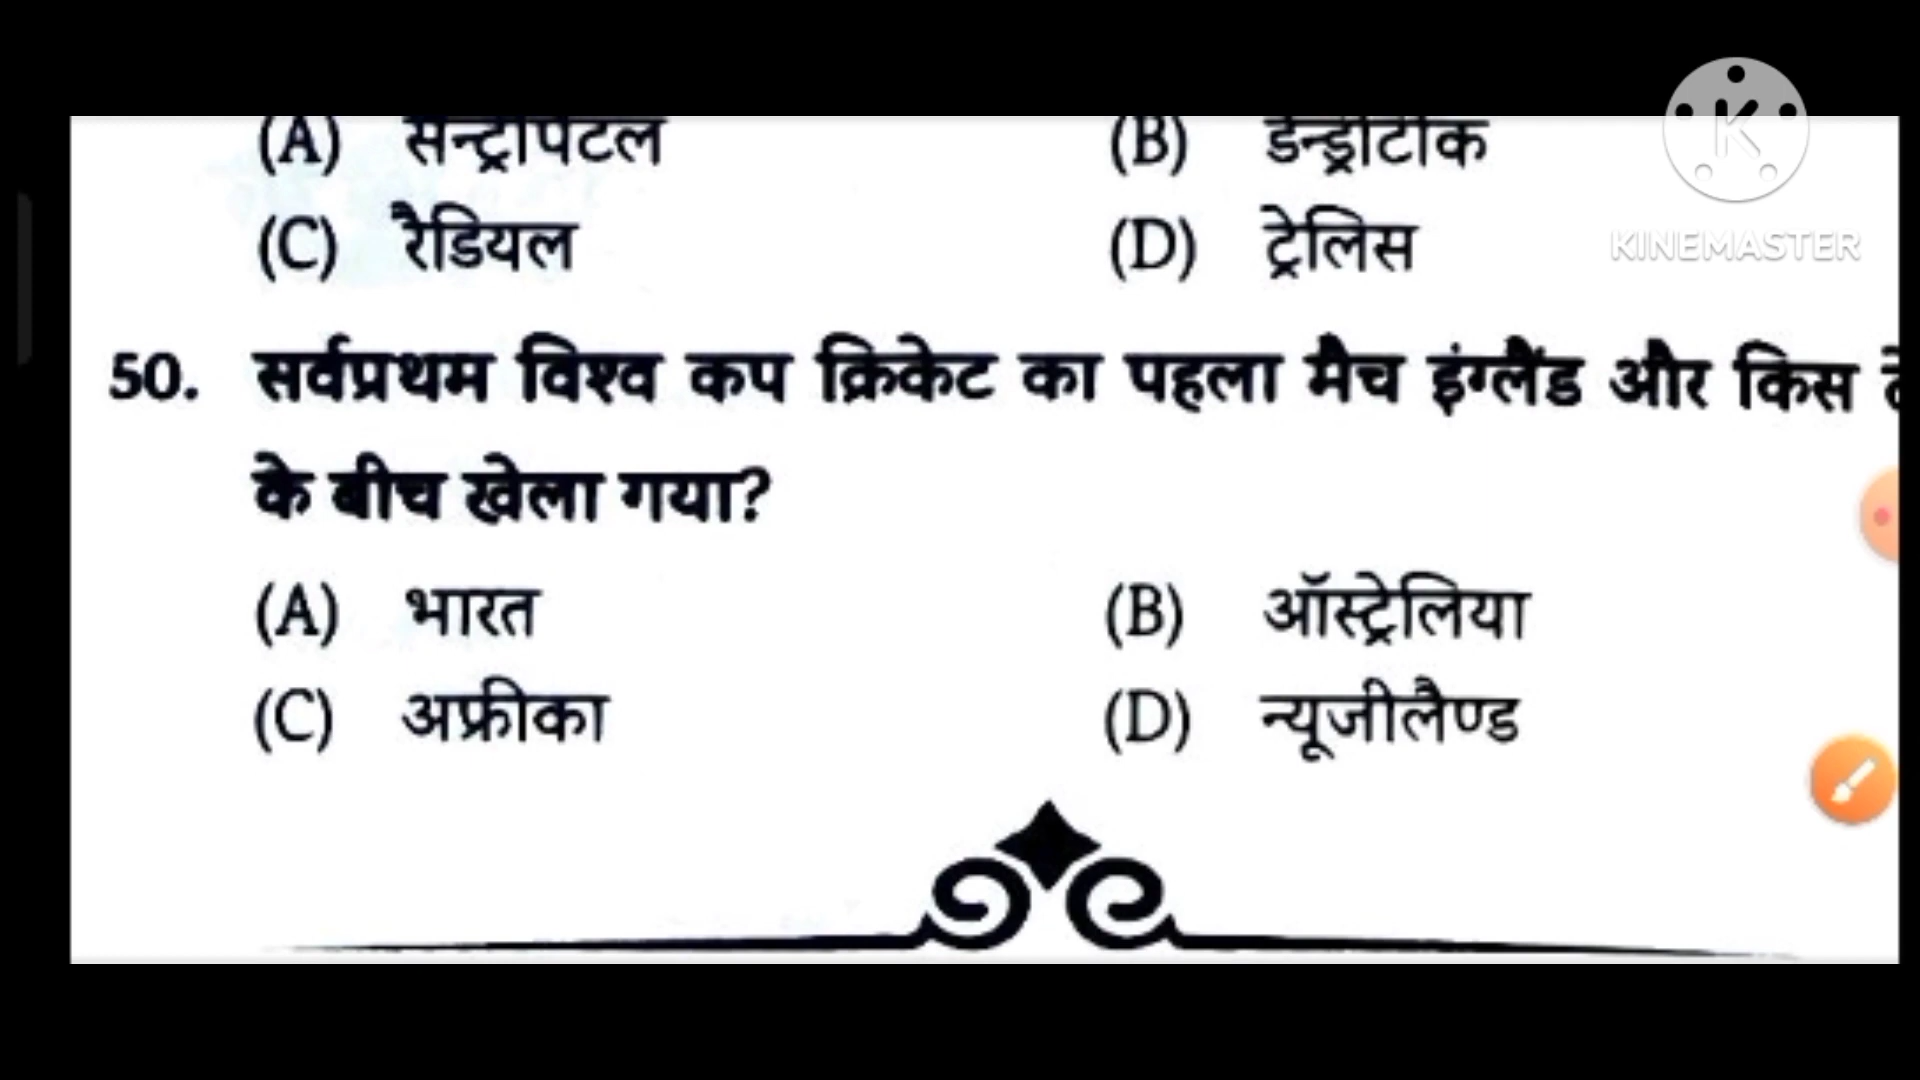 (A) सेन्ट्रीपेटल (B) डेन्ड्रीटीक
KINEMASTER
(C) रैडियल (D) ट्रेलिस
50. सर्वप्रथम विश्व कप क्रिकेट का पहला मैच इंग्लैंड और किस
के बीच खेला गया?
(A) भारत (B) ऑस्ट्रेलिया
(C) अफ्रीका (D) न्यूजीलैण्ड